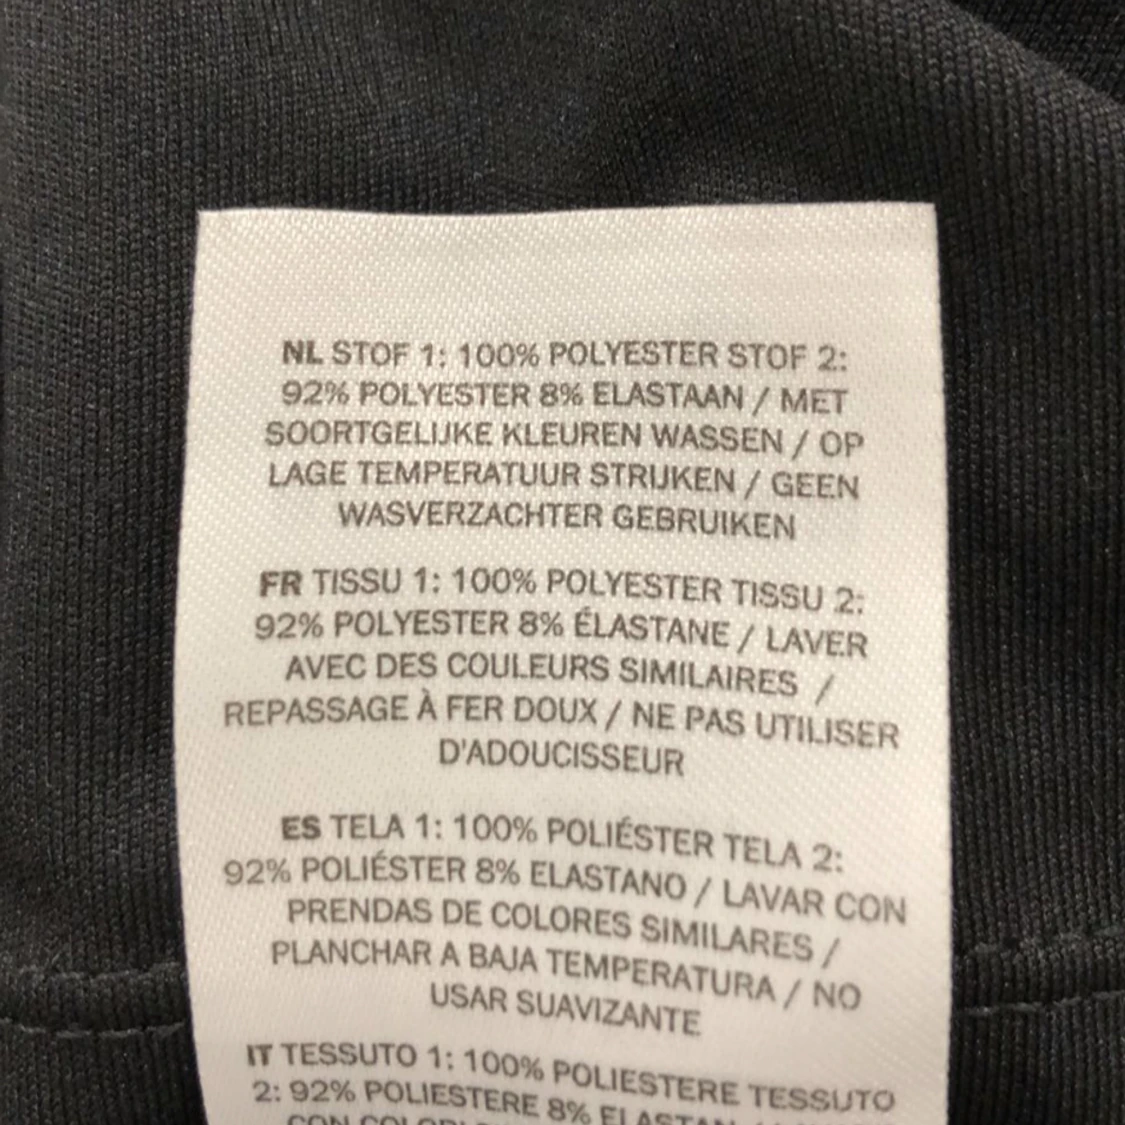 NL STOF 1: 100% POLYESTER STOF 2:
92% POLYESTER 8% ELASTAAN / MET
SOORTGELIJKE KLEUREN WASSEN / OP
LAGE TEMPERATUUR STRIJKEN / GEEN
WASVERZACHTER GEBRUIKEN
FR TISSU 1: 100% POLYESTER TISSU 2:
92% POLYESTER 8% ÉLASTANE / LAVER
AVEC DES COULEURS SIMILAIRES /
REPASSAGE À FER DOUX / NE PAS UTILISER
D'ADOUCISSEUR
ES TELA 1: 100% POLIÉSTER TELA 2:
92% POLIÉSTER 8% ELASTANO / LAVAR CON
PRENDAS DE COLORES SIMILARES /
PLANCHAR A BAJA TEMPERATURA / NO
USAR SUAVIZANTE
IT TESSUTO 1: 100% POLIESTERE TESSUTO
2: 92% POLIESTERE 8%
CON